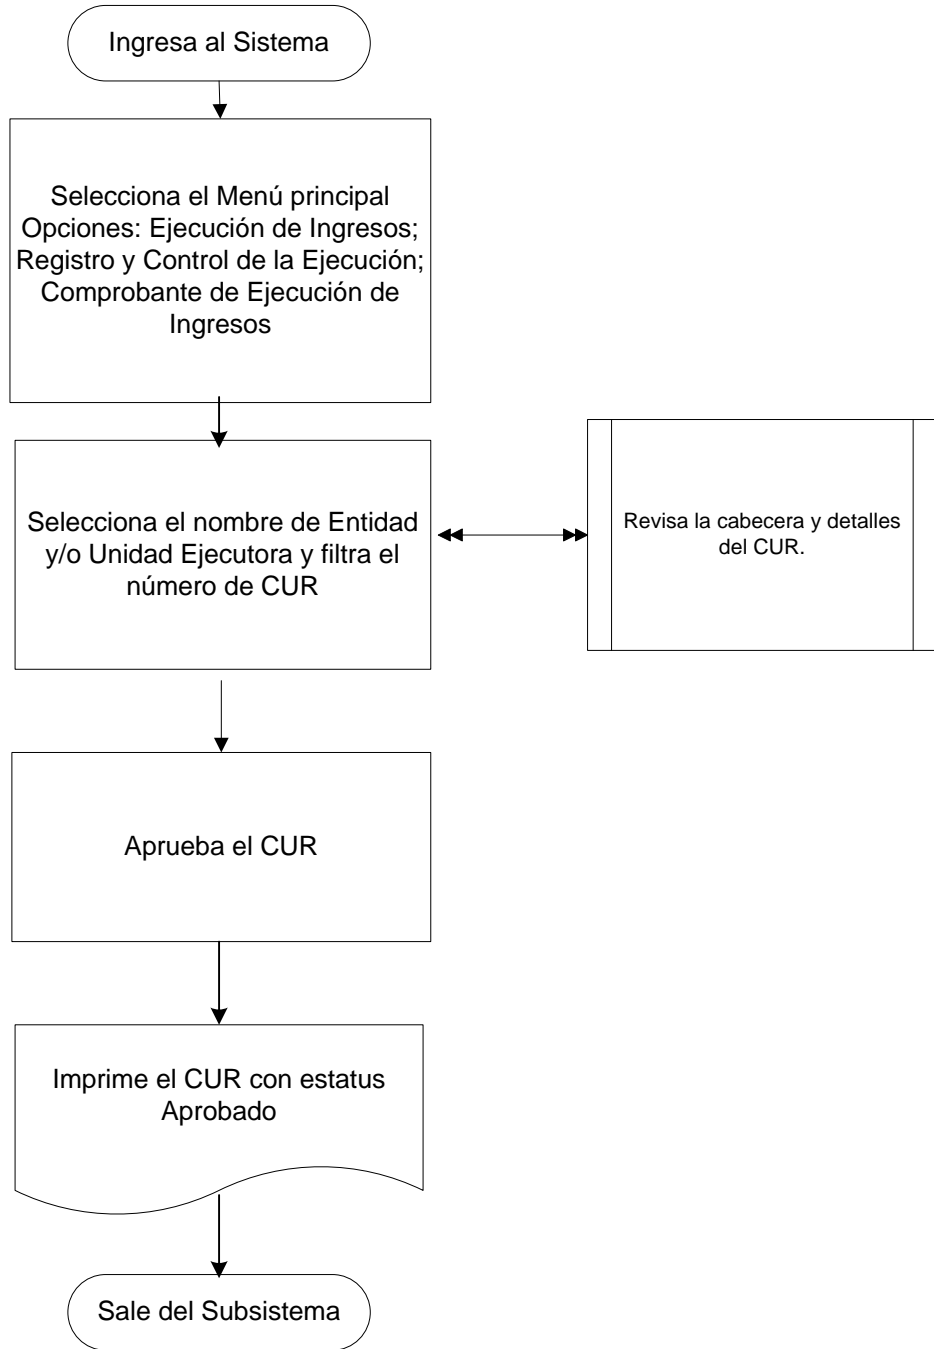 Ingresa al Sistema
Selecciona el Menú principal
Opciones: Ejecución de Ingresos;
Registro y Control de la Ejecución;
Comprobante de Ejecución de
Ingresos
Selecciona el nombre de Entidad
y/o Unidad Ejecutora y filtra el
número de CUR
Revisa la cabecera y detalles
del CUR.
Aprueba el CUR
Imprime el CUR con estatus
Aprobado
Sale del Subsistema